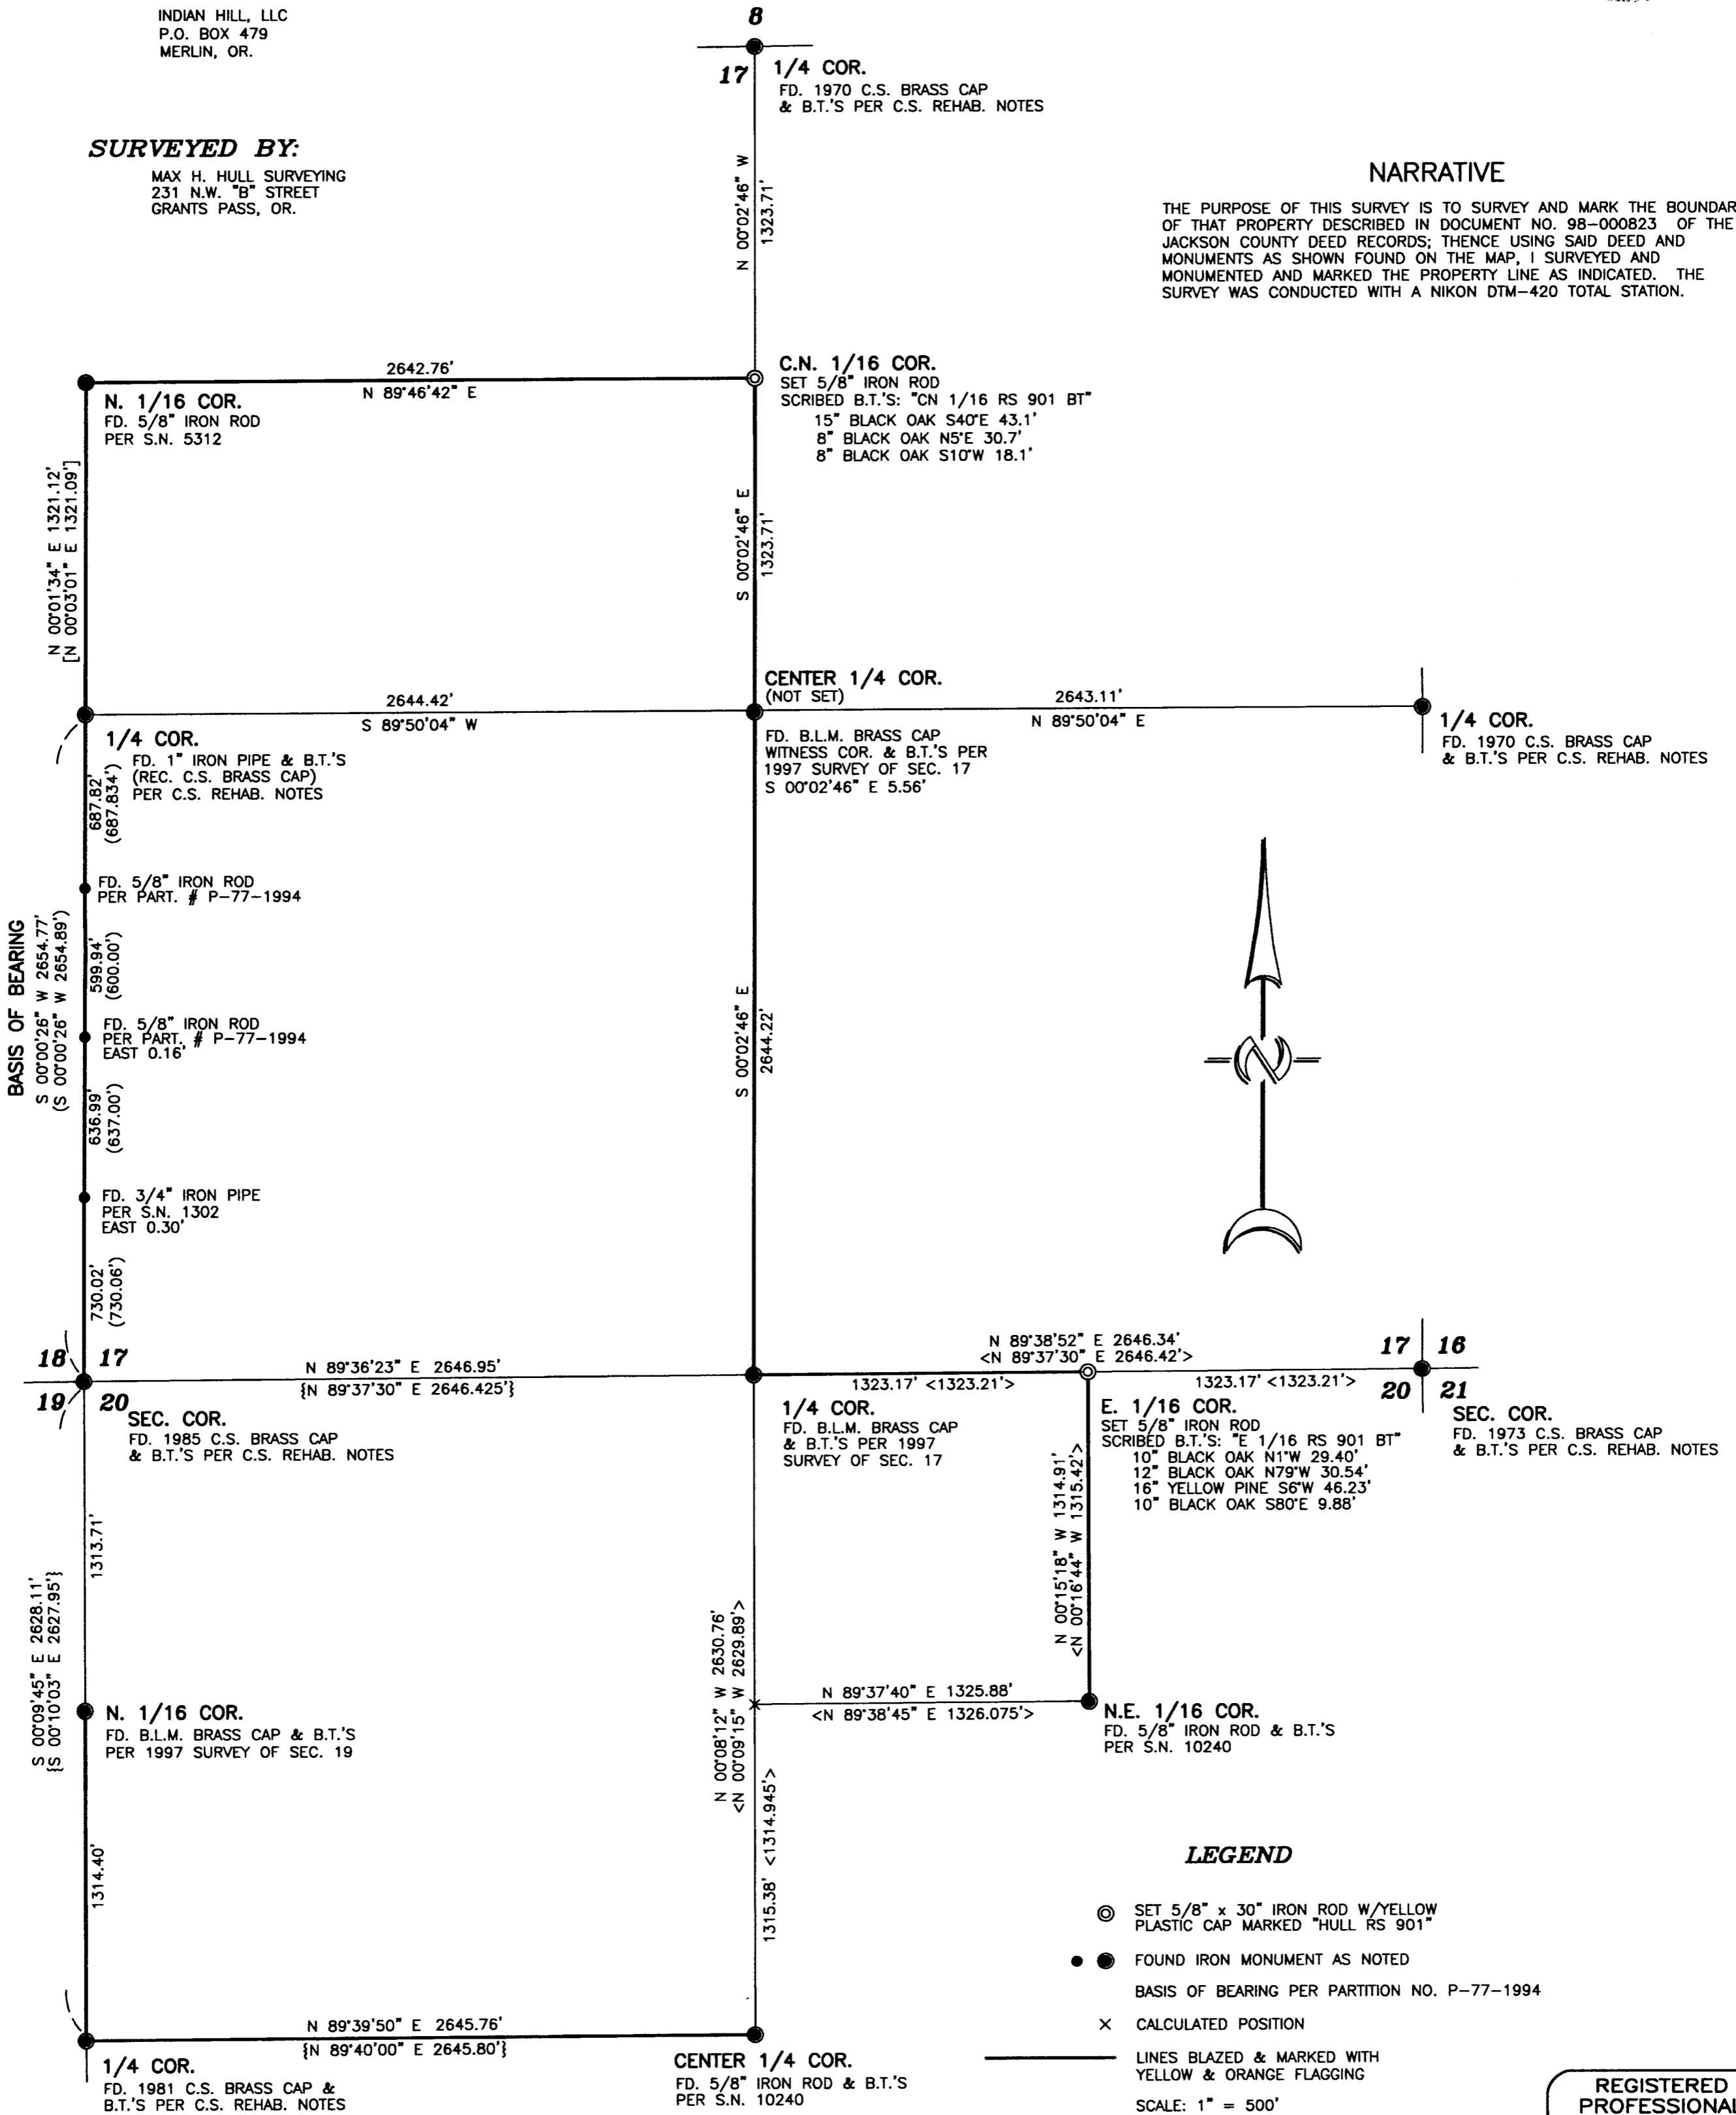 INDIAN HILL, LLC
P.O. BOX 479
MERLIN, OR.
8
17
1/4 COR.
FD. 1970 C.S. BRASS CAP
& B.T.'S PER C.S. REHAB. NOTES
SURVEYED BY:
MAX H. HULL SURVEYING
231 N.W. "B" STREET
GRANTS PASS, OR.
N 00°02'46" W
1323.71'
NARRATIVE
THE PURPOSE OF THIS SURVEY IS TO SURVEY AND MARK THE BOUNDAR
OF THAT PROPERTY DESCRIBED IN DOCUMENT NO. 98-000823 OF THE
JACKSON COUNTY DEED RECORDS; THENCE USING SAID DEED AND
MONUMENTS AS SHOWN FOUND ON THE MAP, I SURVEYED AND
MONUMENTED AND MARKED THE PROPERTY LINE AS INDICATED. THE
SURVEY WAS CONDUCTED WITH A NIKON DTM-420 TOTAL STATION.
2642.76'
N 89°46'42" E
N. 1/16 COR.
FD. 5/8" IRON ROD
PER S.N. 5312
C.N. 1/16 COR.
SET 5/8" IRON ROD
SCRIBED B.T.'S: "CN 1/16 RS 901 BT"
15" BLACK OAK S40°E 43.1'
8" BLACK OAK N5°E 30.7'
8" BLACK OAK S10°W 18.1'
N 00°01'34" E 1321.12'
[N 00°03'01" E 1321.09']
S 00°02'46" E
1323.71'
2644.42'
S 89°50'04" W
CENTER 1/4 COR.
(NOT SET)
FD. B.L.M. BRASS CAP
WITNESS COR. & B.T.'S PER
1997 SURVEY OF SEC. 17
S 00°02'46" E 5.56'
2643.11'
N 89°50'04" E
1/4 COR.
FD. 1970 C.S. BRASS CAP
& B.T.'S PER C.S. REHAB. NOTES
1/4 COR.
FD. 1" IRON PIPE & B.T.'S
(REC. C.S. BRASS CAP)
PER C.S. REHAB. NOTES
687.82'
(687.834')
FD. 5/8" IRON ROD
PER PART. # P-77-1994
BASIS OF BEARING
S 00°00'26" W 2654.77'
(S 00°00'26" W 2654.89')
599.94'
(600.00')
FD. 5/8" IRON ROD
PER PART. # P-77-1994
EAST 0.16'
636.99'
(637.00')
S 00°02'46" E
2644.22'
N
FD. 3/4" IRON PIPE
PER S.N. 1302
EAST 0.30'
730.02'
(730.06')
18 17
19 20
N 89°36'23" E 2646.95'
{N 89°37'30" E 2646.425'}
SEC. COR.
FD. 1985 C.S. BRASS CAP
& B.T.'S PER C.S. REHAB. NOTES
N 89°38'52" E 2646.34'
<N 89°37'30" E 2646.42'>
1323.17' <1323.21'>
1323.17' <1323.21'>
17 16
20 21
1/4 COR.
FD. B.L.M. BRASS CAP
& B.T.'S PER 1997
SURVEY OF SEC. 17
E. 1/16 COR.
SET 5/8" IRON ROD
SCRIBED B.T.'S: "E 1/16 RS 901 BT"
10" BLACK OAK N1°W 29.40'
12" BLACK OAK N79°W 30.54'
16" YELLOW PINE S6°W 46.23'
10" BLACK OAK S80°E 9.88'
SEC. COR.
FD. 1973 C.S. BRASS CAP
& B.T.'S PER C.S. REHAB. NOTES
1313.71'
S 00°09'45" E 2628.11'
{S 00°10'03" E 2627.95'}
N 00°15'18" W 1314.91'
<N 00°16'44" W 1315.42'>
N 00°08'12" W 2630.76'
<N 00°09'15" W 2629.89'>
N. 1/16 COR.
FD. B.L.M. BRASS CAP & B.T.'S
PER 1997 SURVEY OF SEC. 19
N 89°37'40" E 1325.88'
<N 89°38'45" E 1326.075'>
N.E. 1/16 COR.
FD. 5/8" IRON ROD & B.T.'S
PER S.N. 10240
1314.40'
1315.38' <1314.945'>
N 89°39'50" E 2645.76'
{N 89°40'00" E 2645.80'}
1/4 COR.
FD. 1981 C.S. BRASS CAP &
B.T.'S PER C.S. REHAB. NOTES
CENTER 1/4 COR.
FD. 5/8" IRON ROD & B.T.'S
PER S.N. 10240
LEGEND
SET 5/8" x 30" IRON ROD W/YELLOW
PLASTIC CAP MARKED "HULL RS 901"
FOUND IRON MONUMENT AS NOTED
BASIS OF BEARING PER PARTITION NO. P-77-1994
CALCULATED POSITION
LINES BLAZED & MARKED WITH
YELLOW & ORANGE FLAGGING
SCALE: 1" = 500'
REGISTERED
PROFESSIONAL